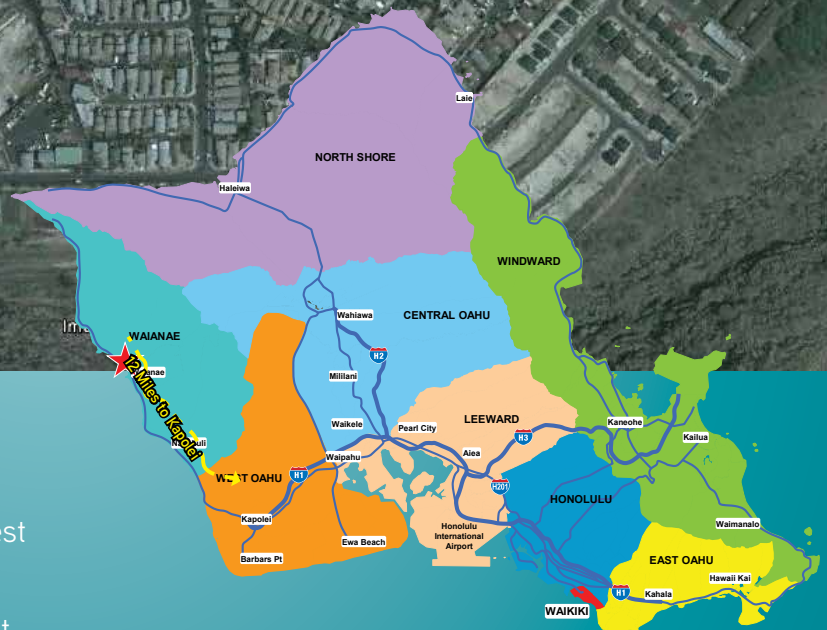 Laie
NORTH SHORE
Haleiwa
WINDWARD
Wahiawa
CENTRAL OAHU
WAIANAE
H2
12 Miles to Kapolei
Mililani
LEEWARD
Waikele
Pearl City
Kaneohe
H3
Kailua
Aiea
Waipahu
WEST OAHU
H1
H201
HONOLULU
Kapolei
Waimanalo
Honolulu
International
Airport
Ewa Beach
Barbars Pt
EAST OAHU
Hawaii Kai
H1
Kahala
WAIKIKI
est